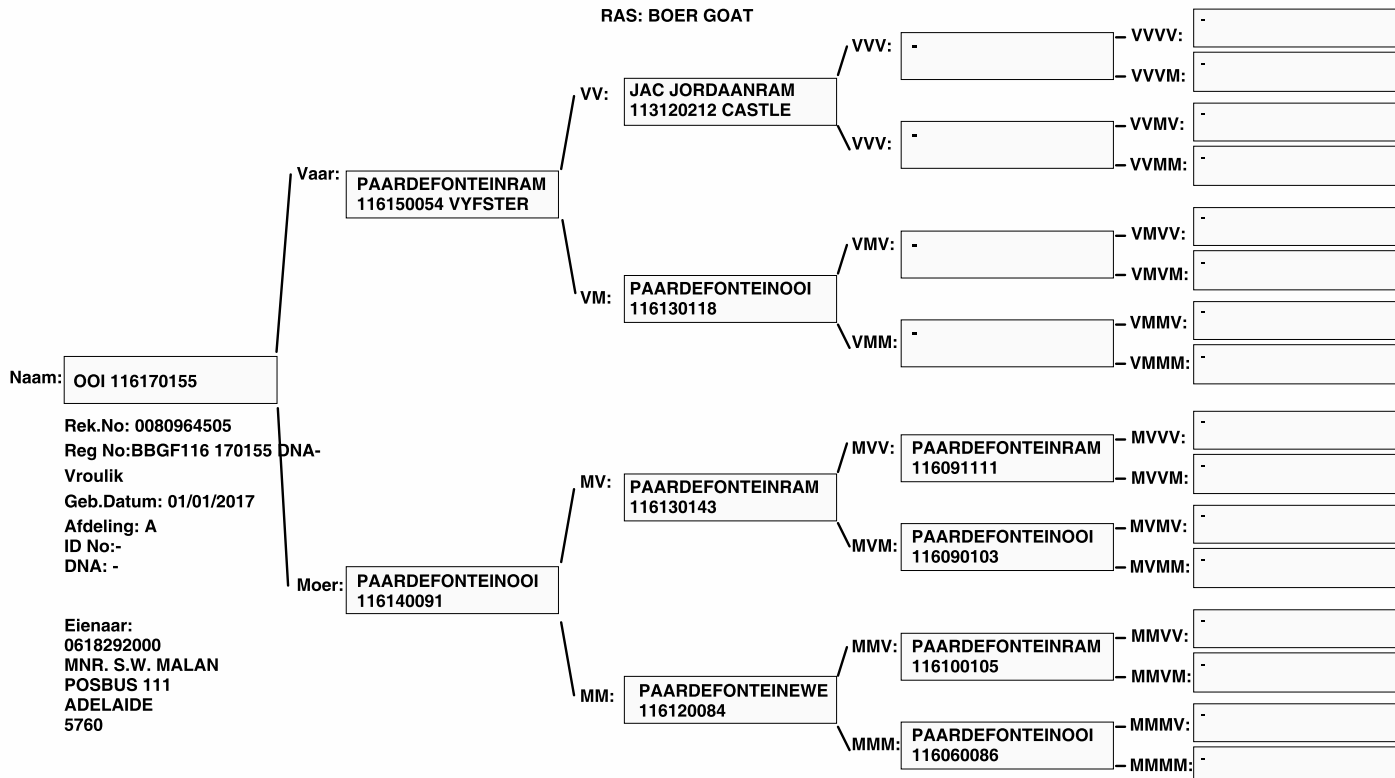 RAS: BOER GOAT
Naam:
OOI 116170155
Rek.No: 0080964505
Reg No:BBGF116 170155 DNA-
Vroulik
Geb.Datum: 01/01/2017
Afdeling: A
ID No:-
DNA: -
Eienaar:
0618292000
MNR. S.W. MALAN
POSBUS 111
ADELAIDE
5760
Vaar:
PAARDEFONTEINRAM
116150054 VYFSTER
Moer:
PAARDEFONTEINOOI
116140091
VV:
JAC JORDAANRAM
113120212 CASTLE
VM:
PAARDEFONTEINOOI
116130118
MV:
PAARDEFONTEINRAM
116130143
MM:
PAARDEFONTEINEWE
116120084
VVV:
-
VVV:
-
VMV:
-
VMM:
-
MVV:
PAARDEFONTEINRAM
116091111
MVM:
PAARDEFONTEINOOI
116090103
MMV:
PAARDEFONTEINRAM
116100105
MMM:
PAARDEFONTEINOOI
116060086
VVVV:
-
VVVM:
-
VVMV:
-
VVMM:
-
VMVV:
-
VMVM:
-
VMMV:
-
VMMM:
-
MVVV:
-
MVVM:
-
MVMV:
-
MVMM:
-
MMVV:
-
MMVM:
-
MMMV:
-
MMMM:
-